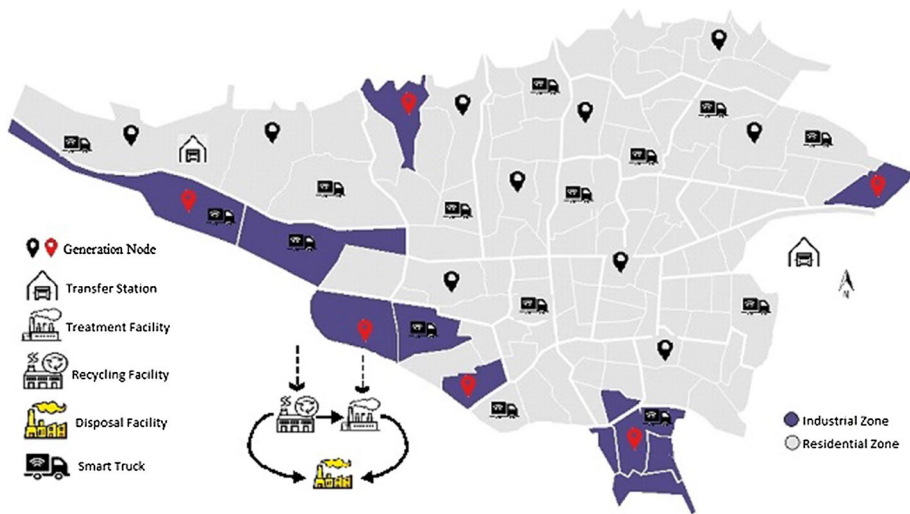 Generation Node
Transfer Station
Treatment Facility
Recycling Facility
Disposal Facility
Smart Truck
N
Industrial Zone
Residential Zone